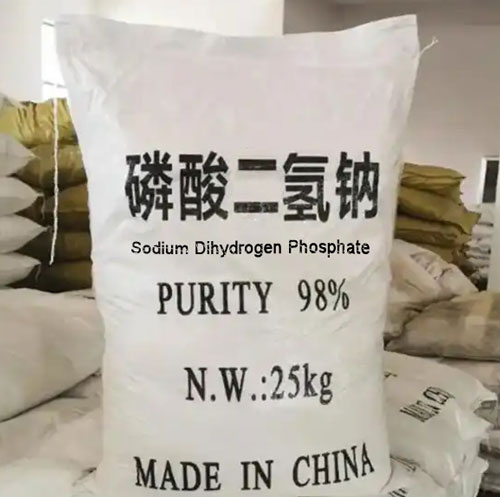 磷酸二氢钠
Sodium Dihydrogen Phosphate
PURITY 98%
N.W.:25kg
MADE IN CHINA